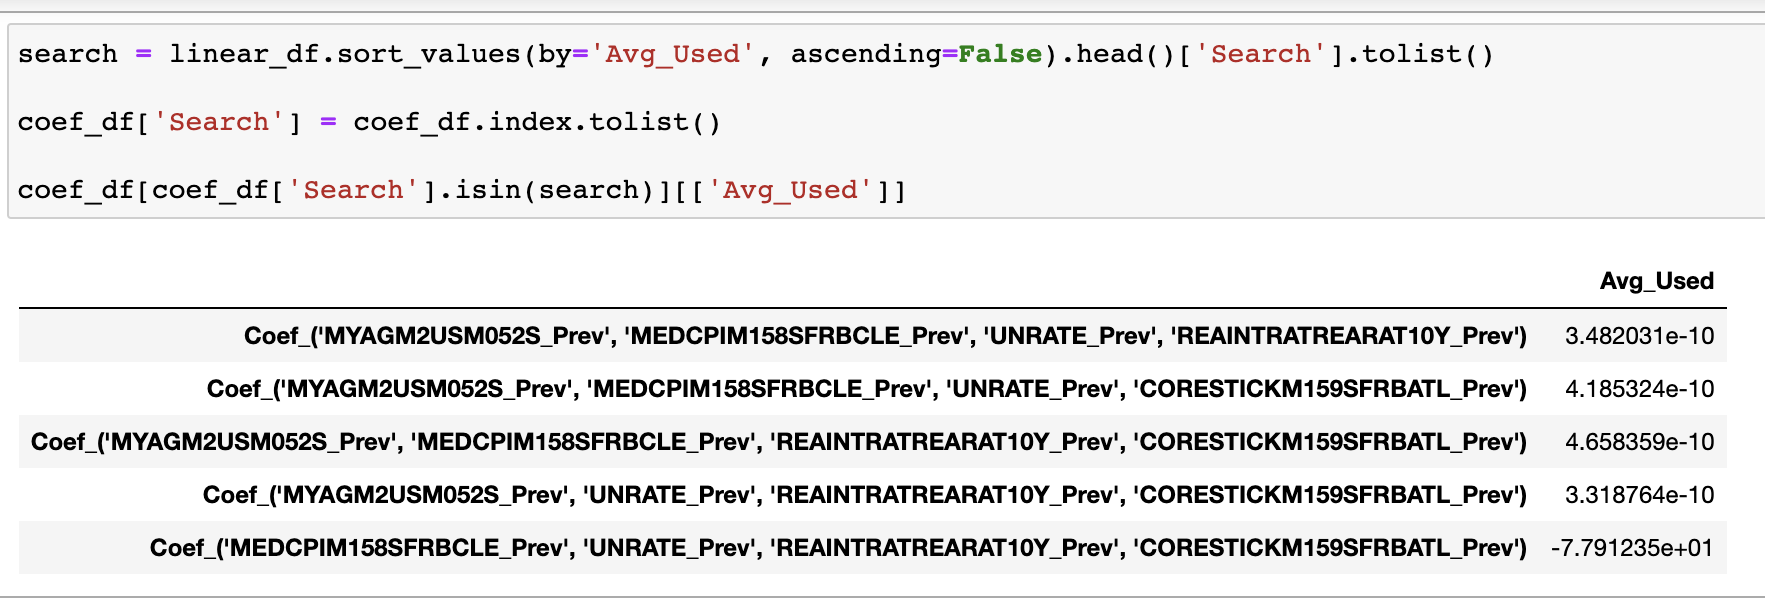 search = linear_df.sort_values(by='Avg_Used', ascending=False).head()['Search'].tolist()
coef_df['Search'] = coef_df.index.tolist()
coef_df[coef_df['Search'].isin(search)][['Avg_Used']]
Avg_Used
Coef_('MYAGM2USM052S_Prev', 'MEDCPIM158SFRBCLE_Prev', 'UNRATE_Prev', 'REAINTRATREARAT10Y_Prev') 3.482031e-10
Coef_('MYAGM2USM052S_Prev', 'MEDCPIM158SFRBCLE_Prev', 'UNRATE_Prev', 'CORESTICKM159SFRBATL_Prev') 4.185324e-10
Coef_('MYAGM2USM052S_Prev', 'MEDCPIM158SFRBCLE_Prev', 'REAINTRATREARAT10Y_Prev', 'CORESTICKM159SFRBATL_Prev') 4.658359e-10
Coef_('MYAGM2USM052S_Prev', 'UNRATE_Prev', 'REAINTRATREARAT10Y_Prev', 'CORESTICKM159SFRBATL_Prev') 3.318764e-10
Coef_('MEDCPIM158SFRBCLE_Prev', 'UNRATE_Prev', 'REAINTRATREARAT10Y_Prev', 'CORESTICKM159SFRBATL_Prev') -7.791235e+01